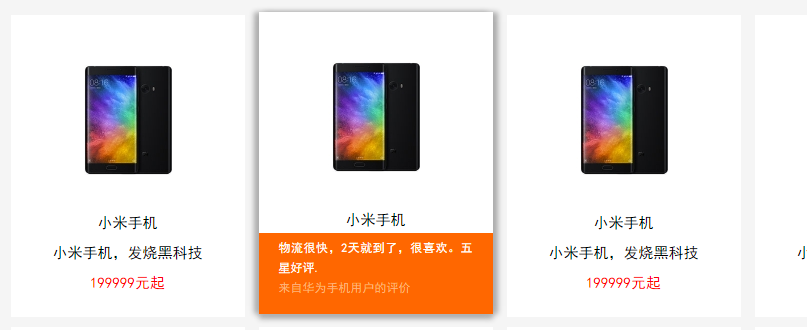 小米手机
小米手机，发烧黑科技
199999元起
小米手机
物流很快，2天就到了，很喜欢。五
星好评.
来自华为手机用户的评价
小米手机
小米手机，发烧黑科技
199999元起